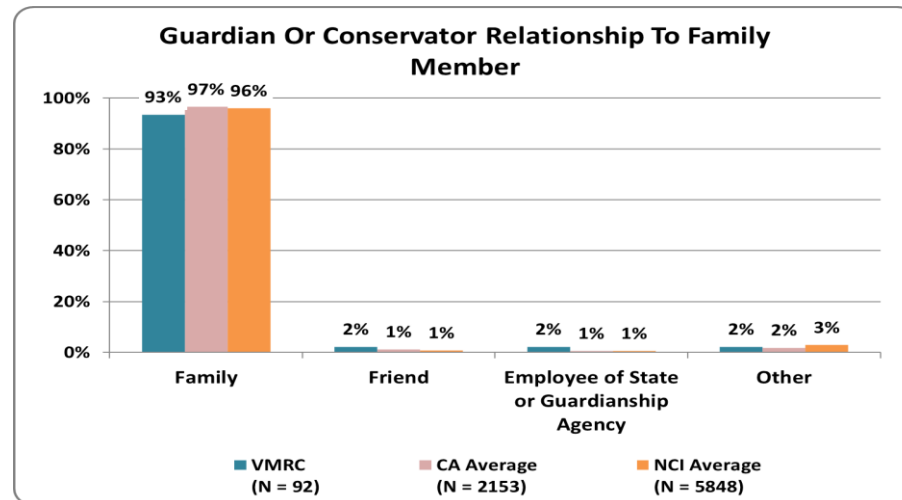 Guardian Or Conservator Relationship To Family
Member
93% 97% 96%
100%
80%
60%
40%
20%
0%
2% 1% 1%
2% 1% 1%
2% 2% 3%
Family
Friend
Employee of State
or Guardianship
Agency
Other
VMRC
(N = 92)
CA Average
(N = 2153)
NCI Average
(N = 5848)